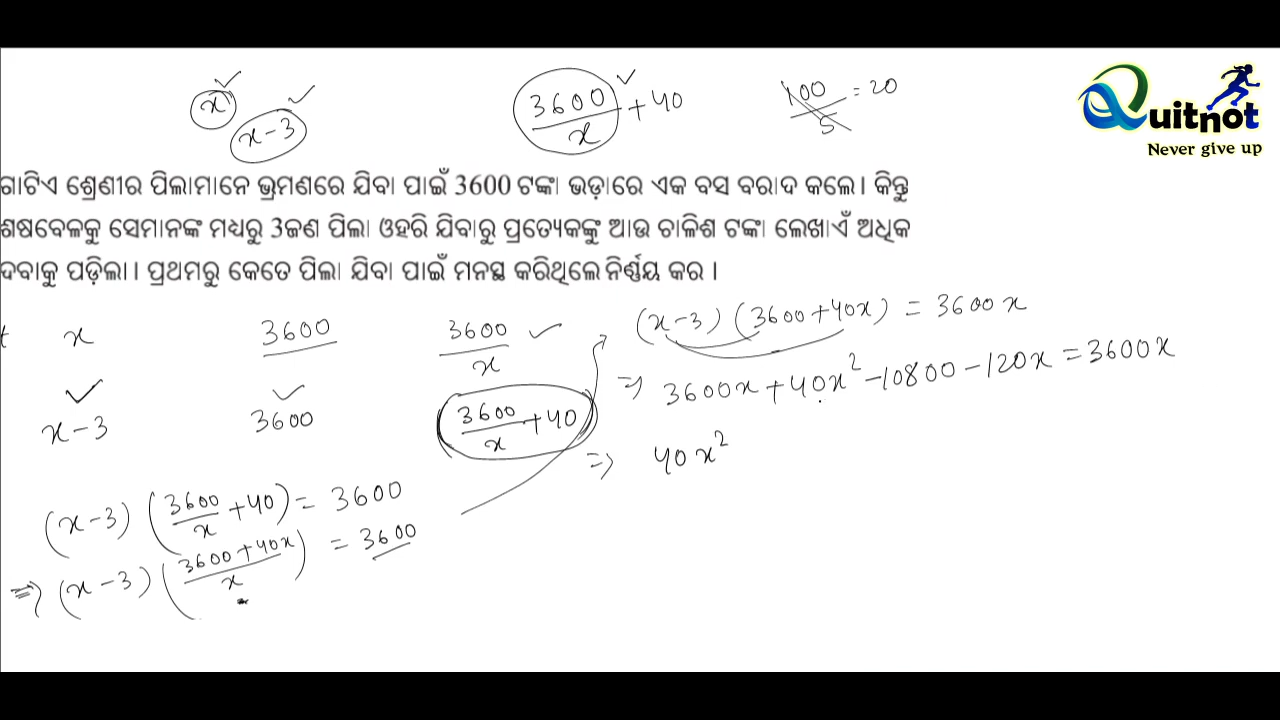 x
x-3
3600/x + 40
100/5 = 20
Quitnot
Never give up
ଗୋଟିଏ ଶ୍ରେଣୀର ପିଲାମାନେ ଭ୍ରମଣରେ ଯିବା ପାଇଁ 3600 ଟଙ୍କା ଭଡ଼ାରେ ଏକ ବସ ବରାଦ କଲେ। କିନ୍ତୁ
ଶେଷବେଳକୁ ସେମାନଙ୍କ ମଧ୍ୟରୁ 3ଜଣ ପିଲା ଓହରି ଯିବାରୁ ପ୍ରତ୍ୟେକଙ୍କୁ ଆଉ ଚାଳିଶ ଟଙ୍କା ଲେଖାଏଁ ଅଧିକ
ଦେବାକୁ ପଡ଼ିଲା। ପ୍ରଥମରୁ କେତେ ପିଲା ଯିବା ପାଇଁ ମନସ୍ଥ କରିଥିଲେ ନିର୍ଣ୍ଣୟ କର।
x 3600 3600/x
x-3 3600 3600/x + 40
(x-3) (3600/x + 40) = 3600
⇒ (x-3) ((3600+40x)/x) = 3600
(x-3) (3600+40x) = 3600x
⇒ 3600x + 40x² - 10800 - 120x = 3600x
⇒ 40x²